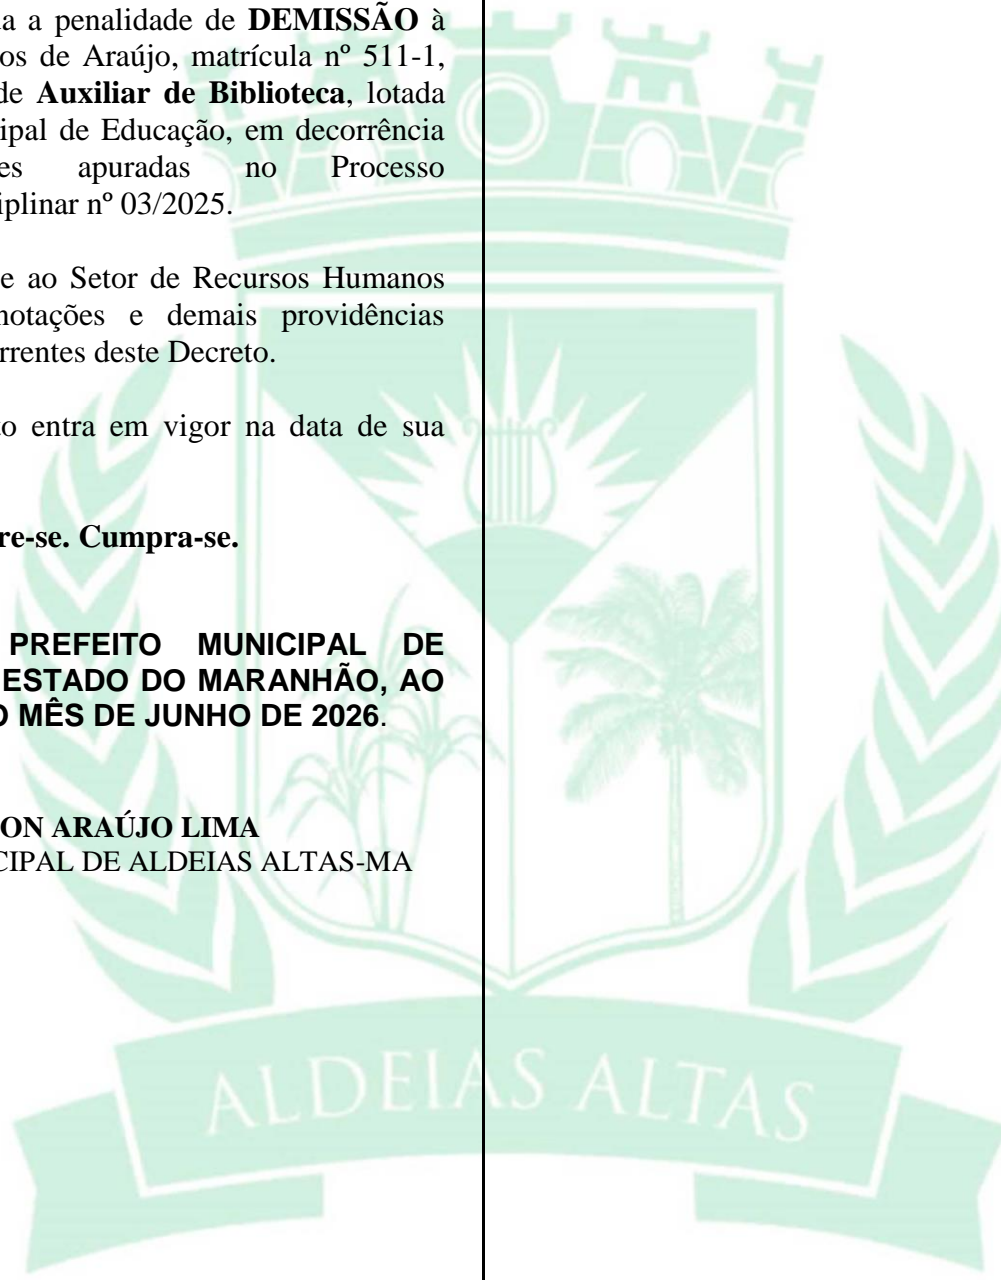 a penalidade de DEMISSÃO à
os de Araújo, matrícula nº 511-1,
de Auxiliar de Biblioteca, lotada
ipal de Educação, em decorrência
es apuradas no Processo
iplinar nº 03/2025.
e ao Setor de Recursos Humanos
notações e demais providências
rrentes deste Decreto.
to entra em vigor na data de sua
re-se. Cumpra-se.
PREFEITO MUNICIPAL DE
ESTADO DO MARANHÃO, AO
O MÊS DE JUNHO DE 2026.
ON ARAÚJO LIMA
CIPAL DE ALDEIAS ALTAS-MA
ALDEIAS ALTAS